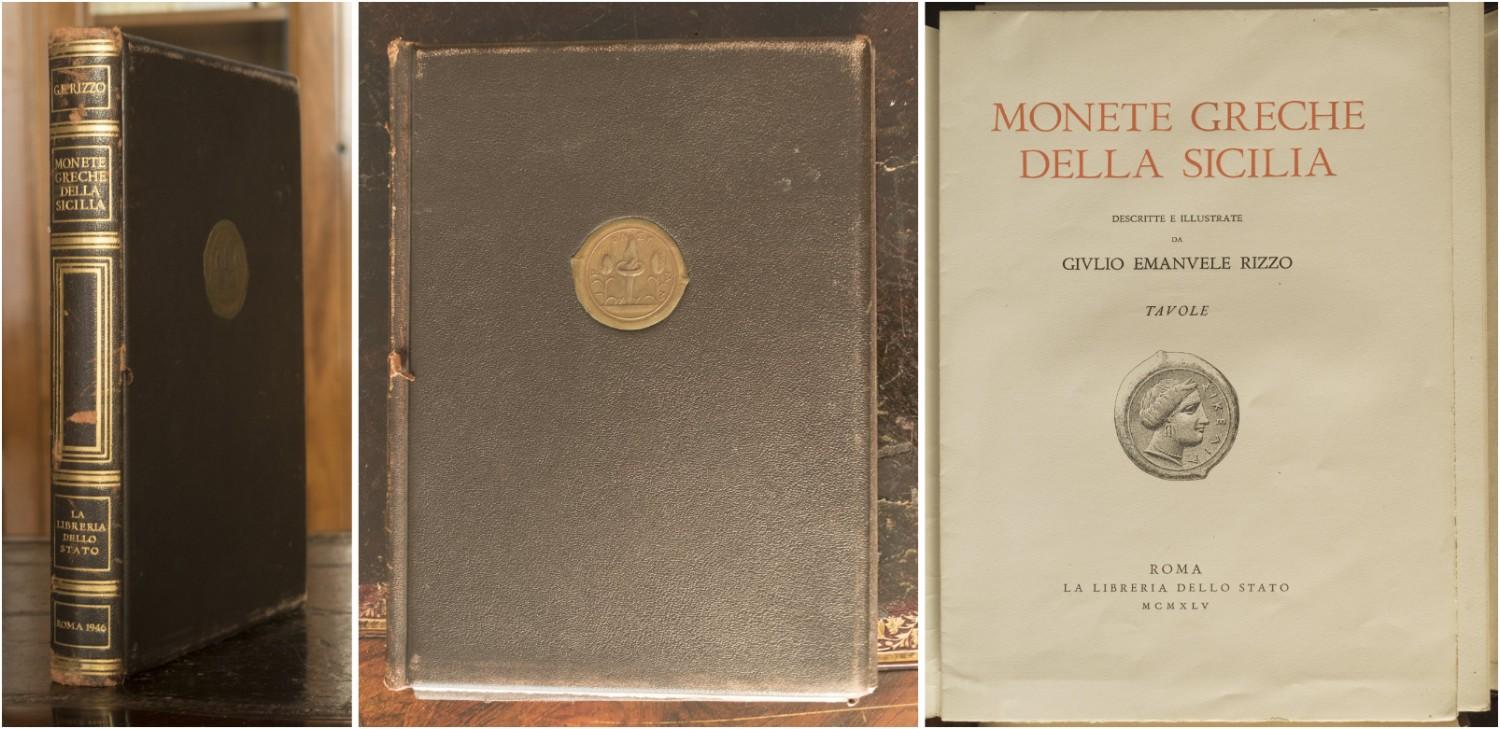 G.E.RIZZO
MONETE
GRECHE
DELLA
SICILIA
LA
LIBRERIA
DELLO
STATO
ROMA 1946
MONETE GRECHE
DELLA SICILIA
DESCRITTE E ILLUSTRATE
DA
GIVLIO EMANVELE RIZZO
TAVOLE
ROMA
LA LIBRERIA DELLO STATO
MCMXLV